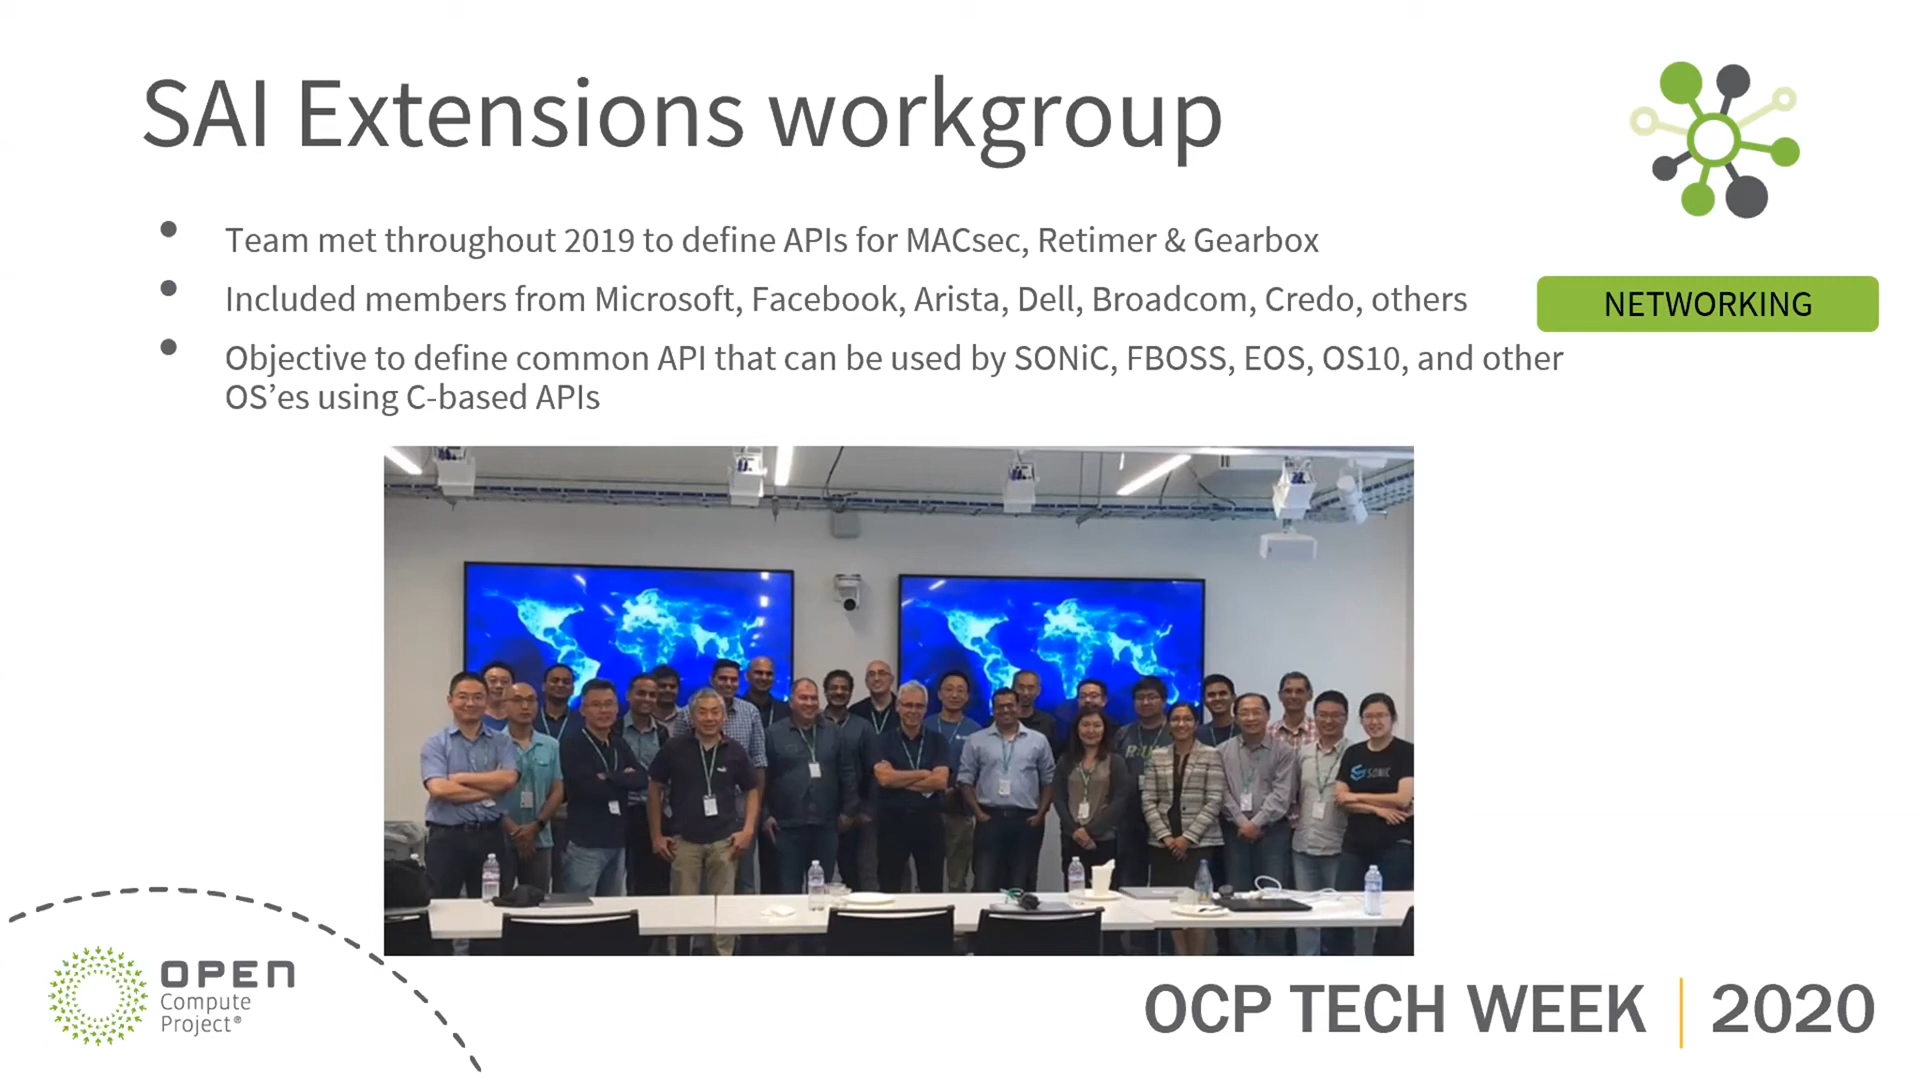 SAI Extensions workgroup
• Team met throughout 2019 to define APIs for MACsec, Retimer & Gearbox
• Included members from Microsoft, Facebook, Arista, Dell, Broadcom, Credo, others
NETWORKING
• Objective to define common API that can be used by SONiC, FBOSS, EOS, OS10, and other
OS’es using C-based APIs
SONiC
OPEN
Compute
Project®
OCP TECH WEEK | 2020